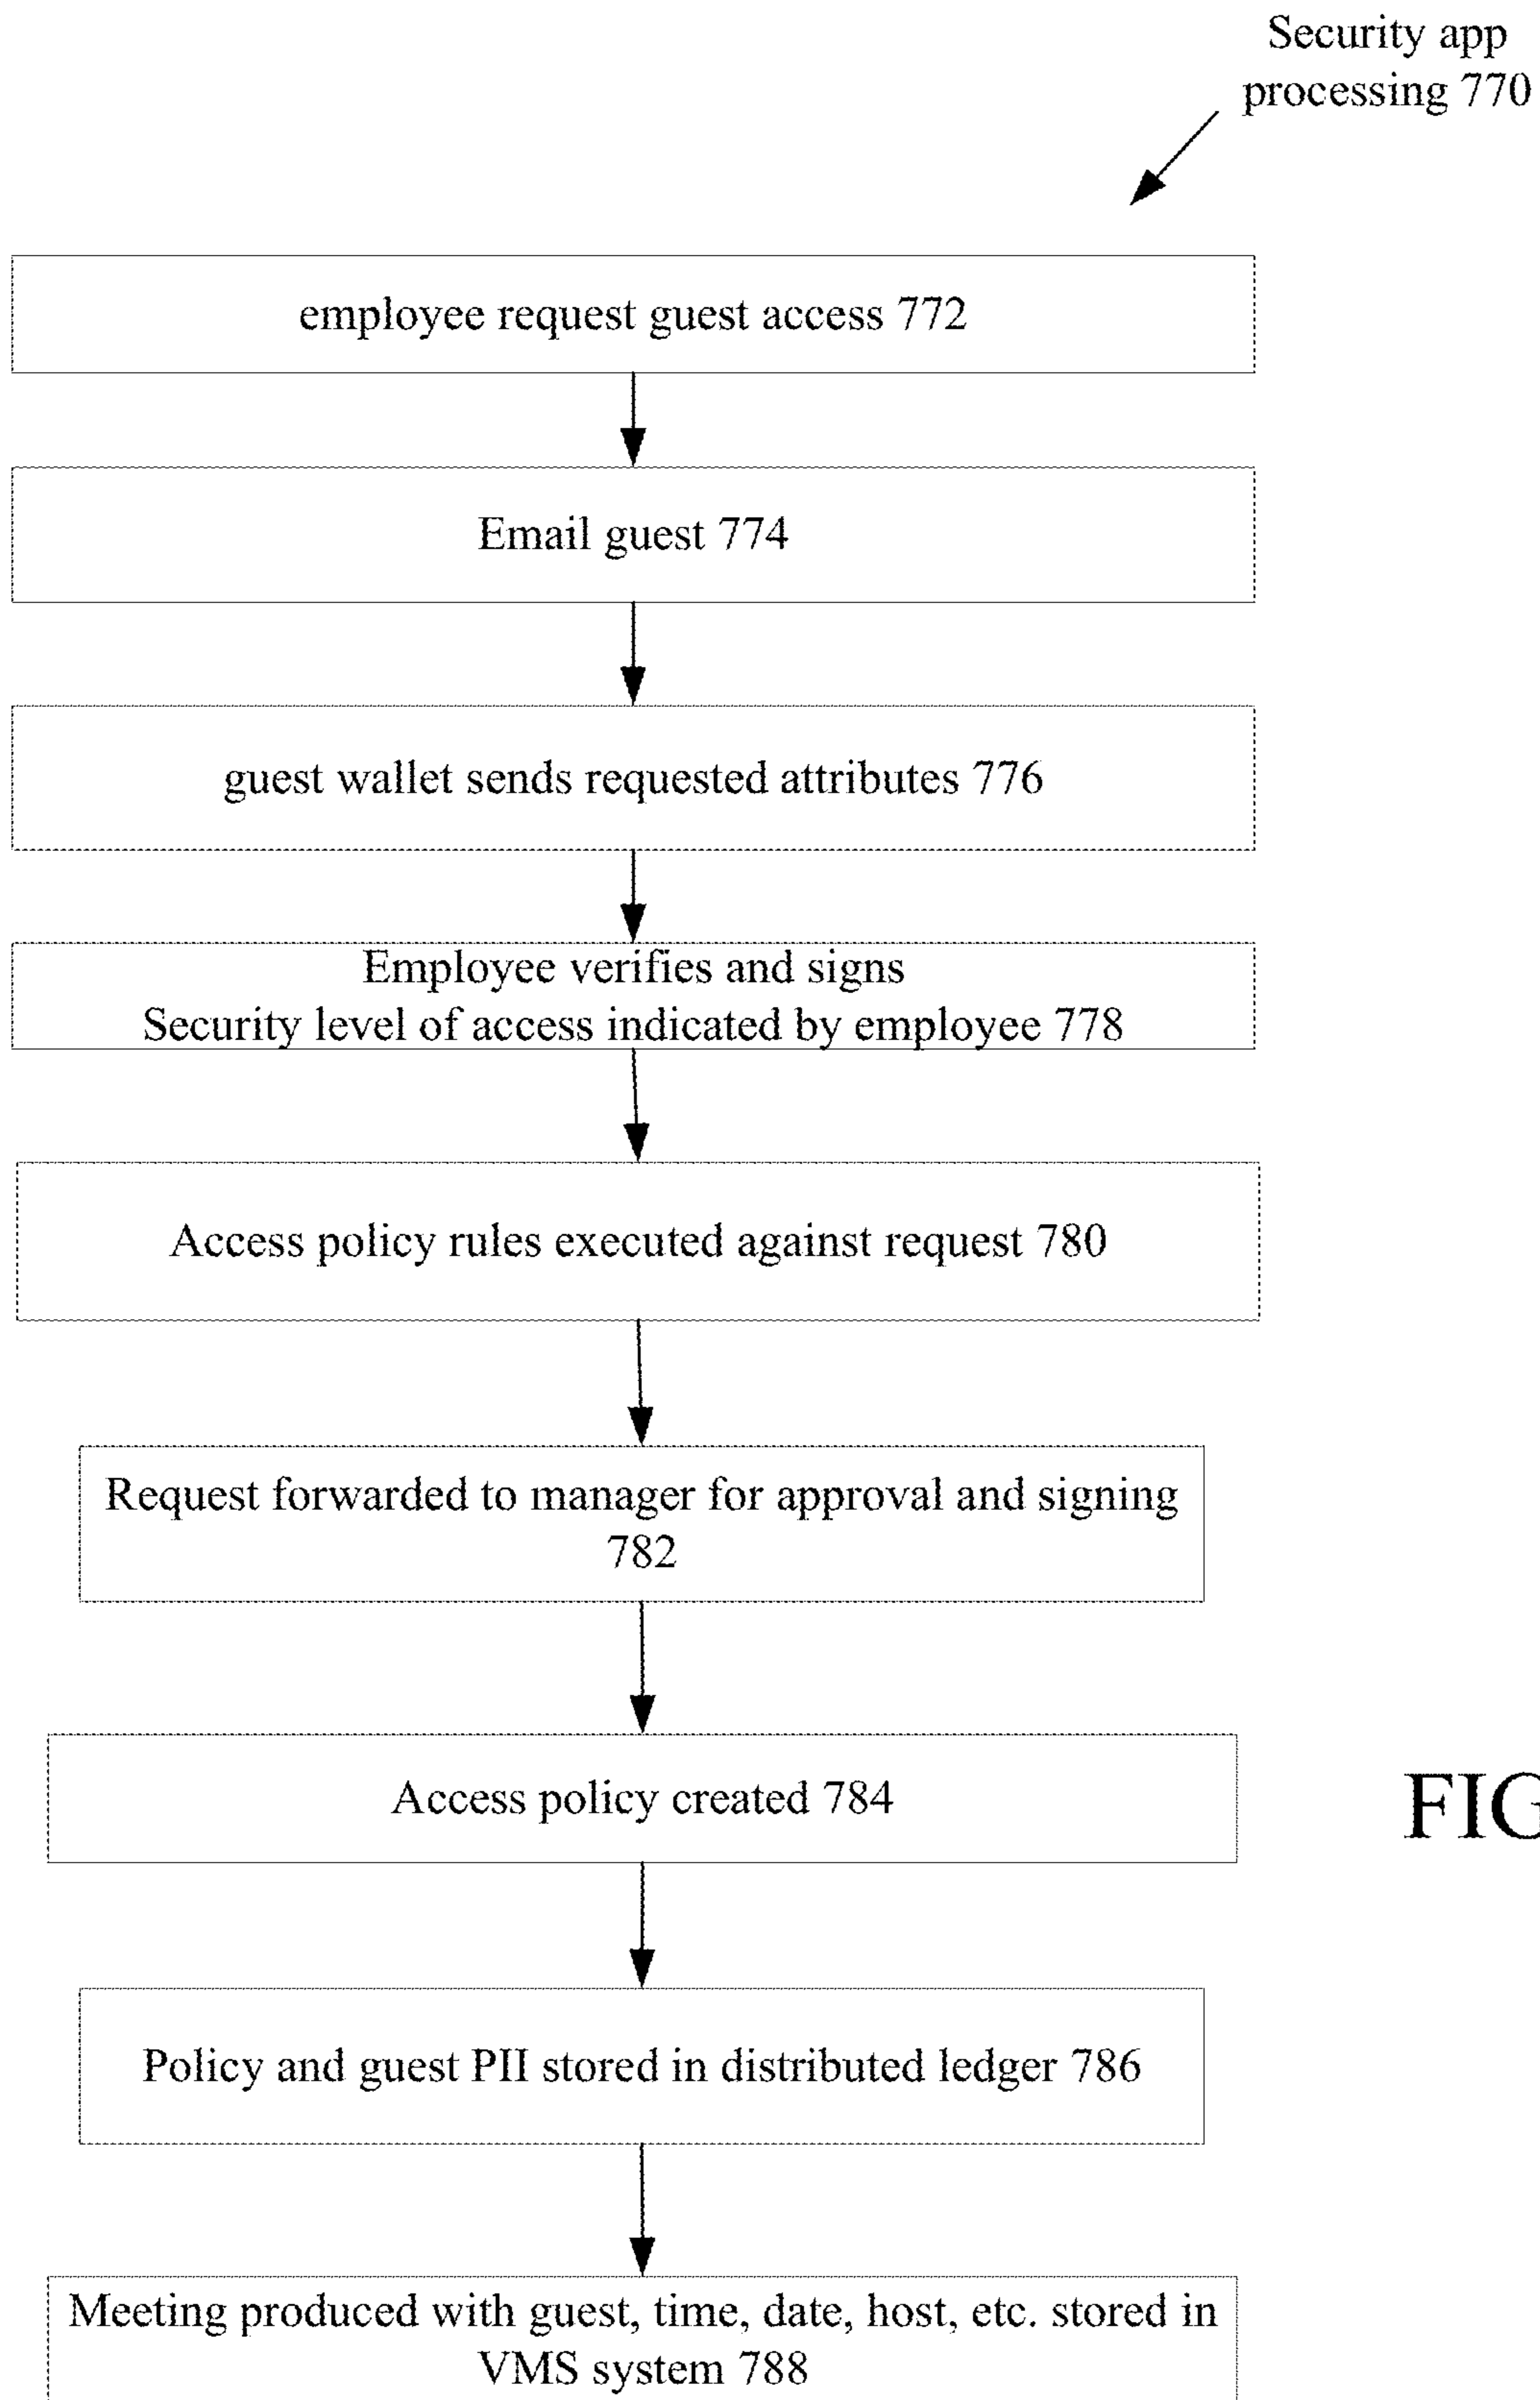 Security app
processing 770
employee request guest access 772
Email guest 774
guest wallet sends requested attributes 776
Employee verifies and signs
Security level of access indicated by employee 778
Access policy rules executed against request 780
Request forwarded to manager for approval and signing
782
Access policy created 784
FIG
Policy and guest PII stored in distributed ledger 786
Meeting produced with guest, time, date, host, etc. stored in
VMS system 788